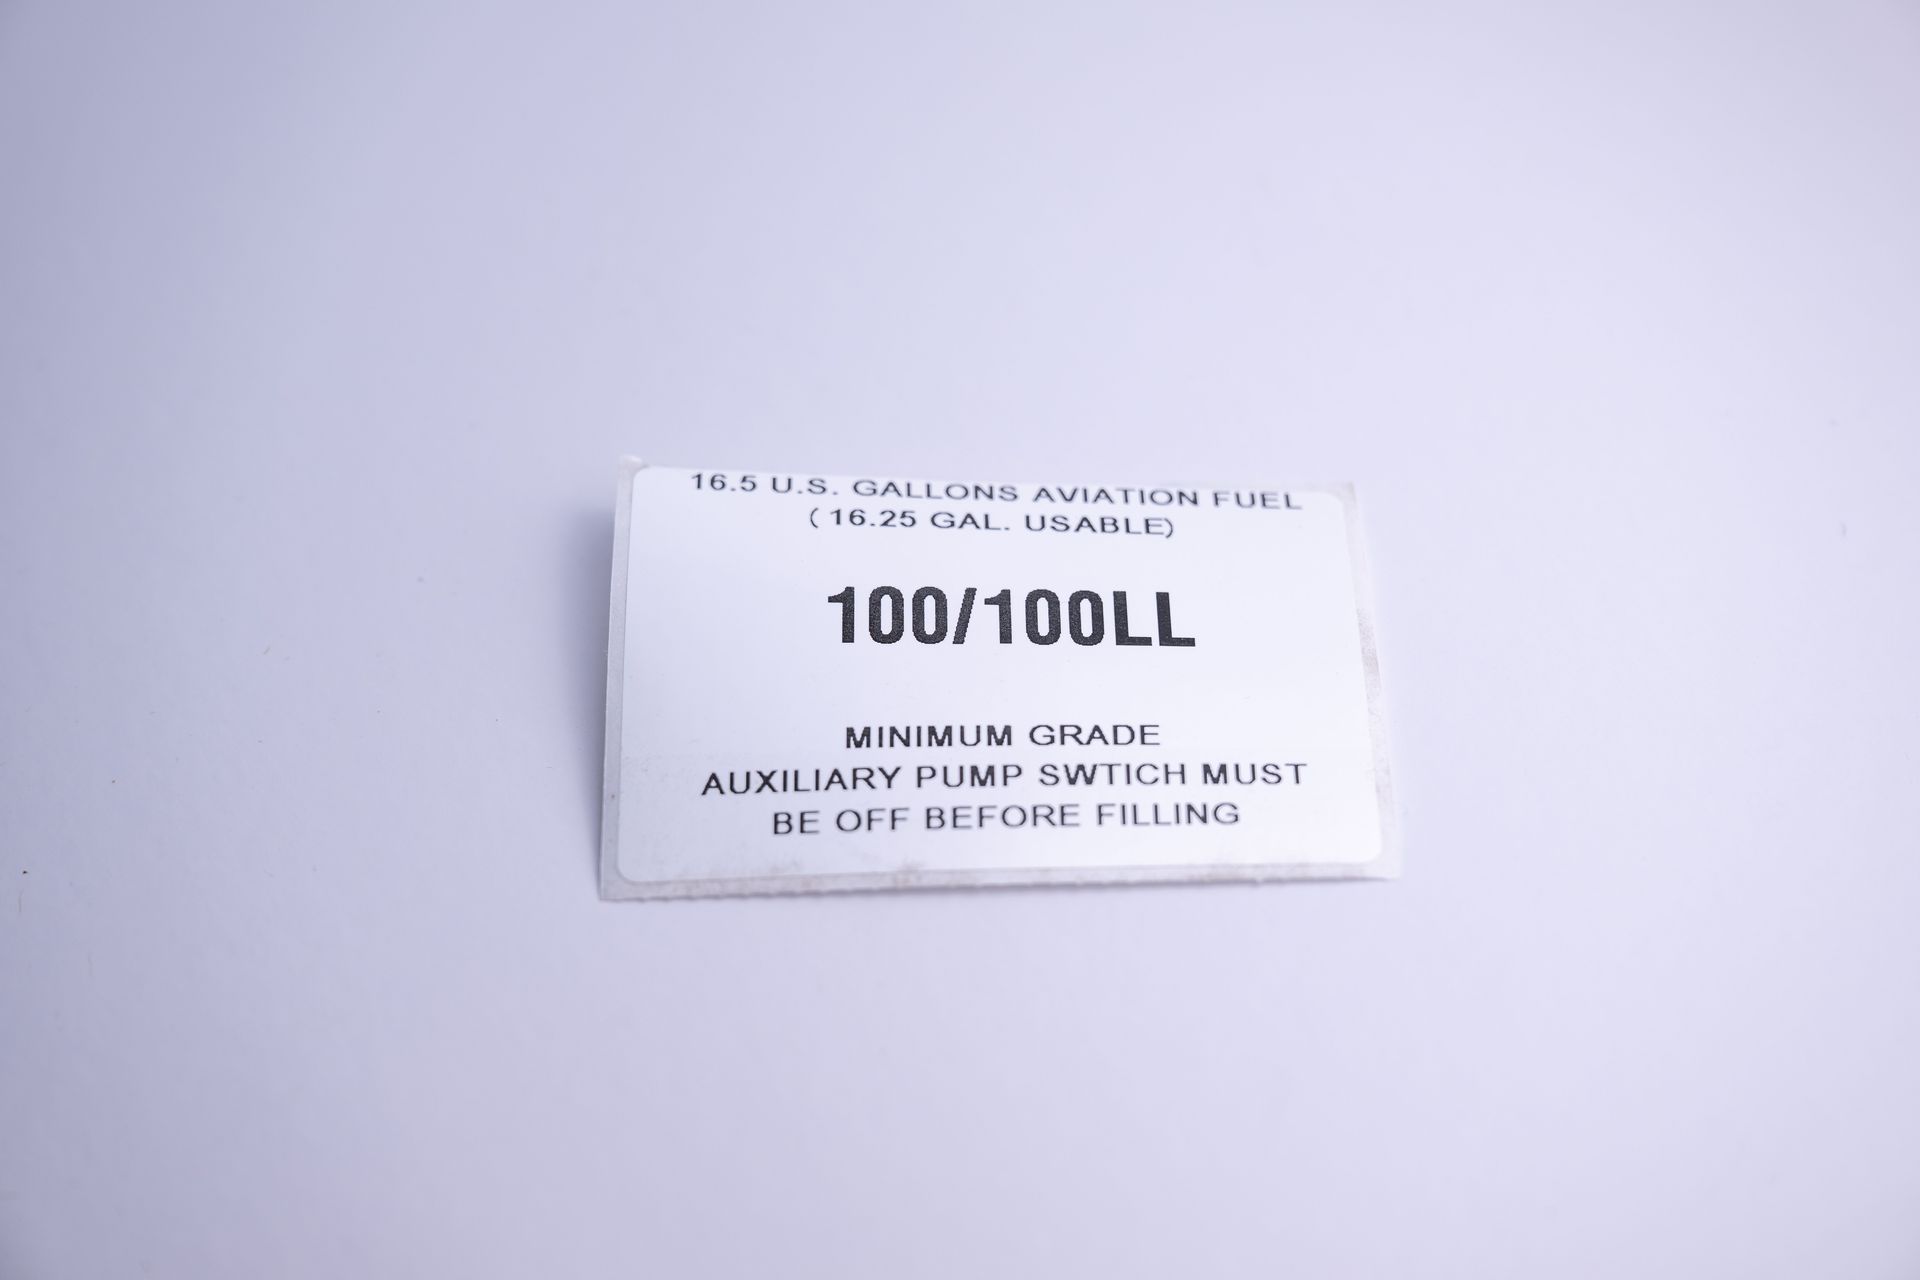 16.5 U.S. GALLONS AVIATION FUEL
( 16.25 GAL. USABLE)
100/100LL
MINIMUM GRADE
AUXILIARY PUMP SWTICH MUST
BE OFF BEFORE FILLING